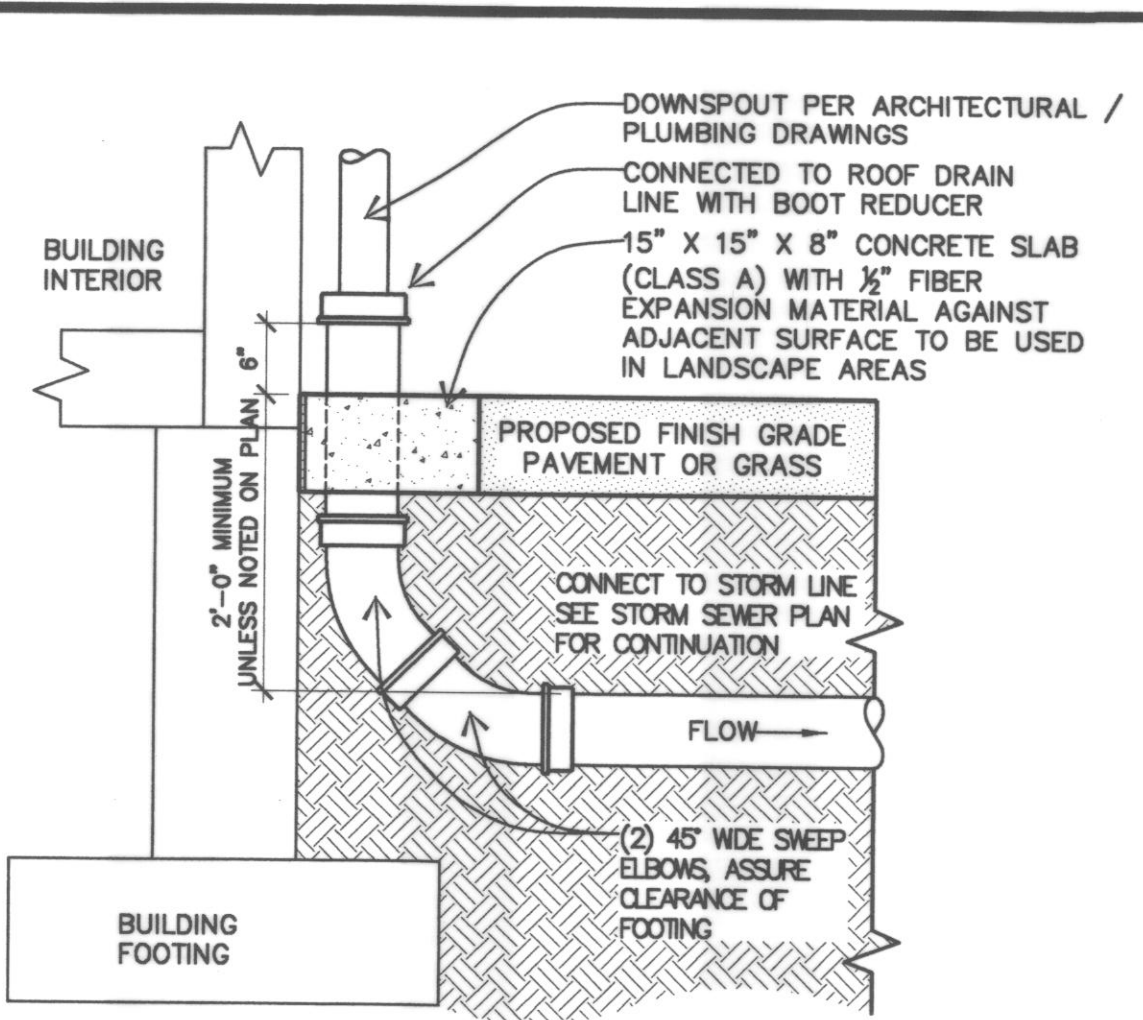 DOWNSPOUT PER ARCHITECTURAL /
PLUMBING DRAWINGS
CONNECTED TO ROOF DRAIN
LINE WITH BOOT REDUCER
15" X 15" X 8" CONCRETE SLAB
(CLASS A) WITH ½" FIBER
EXPANSION MATERIAL AGAINST
ADJACENT SURFACE TO BE USED
IN LANDSCAPE AREAS
BUILDING
INTERIOR
6"
2'-0" MINIMUM
UNLESS NOTED ON PLAN
PROPOSED FINISH GRADE
PAVEMENT OR GRASS
CONNECT TO STORM LINE
SEE STORM SEWER PLAN
FOR CONTINUATION
FLOW
(2) 45° WIDE SWEEP
ELBOWS, ASSURE
CLEARANCE OF
FOOTING
BUILDING
FOOTING